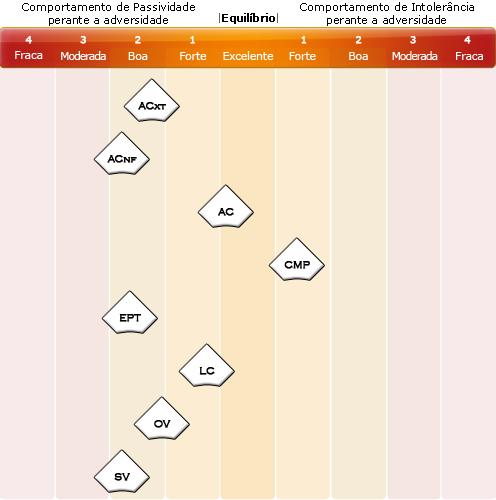 Comportamento de Passividade
perante a adversidade
|Equilíbrio|
Comportamento de Intolerância
perante a adversidade
4 3 2 1 1 2 3 4
Fraca Moderada Boa Forte Excelente Forte Boa Moderada Fraca
ACXT
ACNF
AC
CMP
EPT
LC
OV
SV